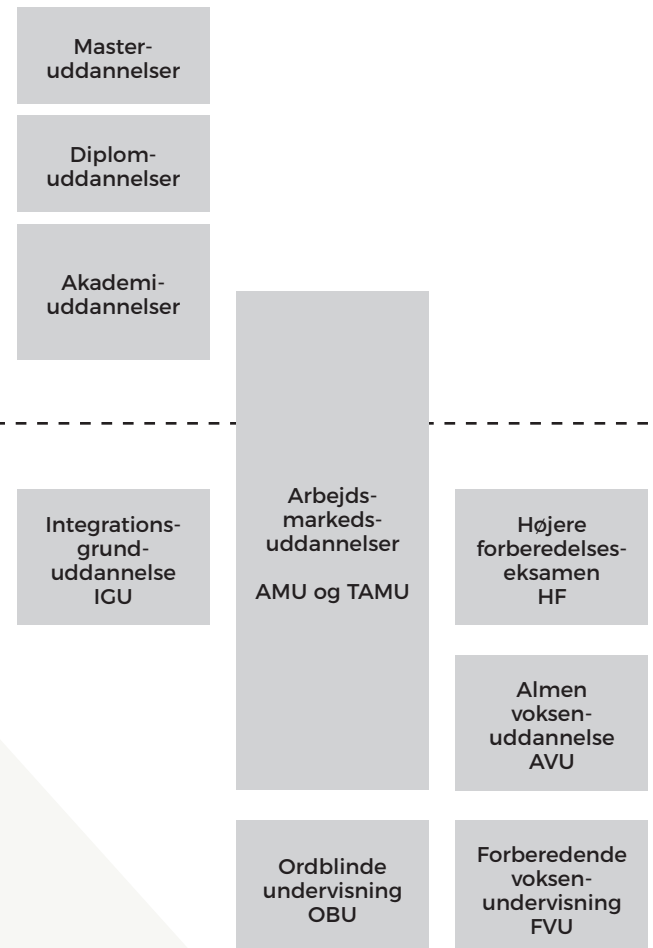 Master-
uddannelser
Diplom-
uddannelser
Akademi-
uddannelser
Integrations-
grund-
uddannelse
IGU
Arbejds-
markeds-
uddannelser
AMU og TAMU
Højere
forberedelses-
eksamen
HF
Almen
voksen-
uddannelse
AVU
Ordblinde
undervisning
OBU
Forberedende
voksen-
undervisning
FVU